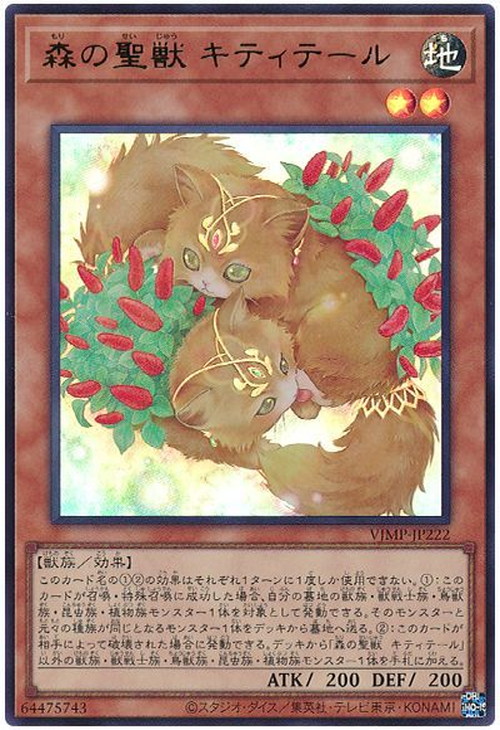 森の聖獣 キティテール
もり せい じゅう
地
VJMP-JP222
【獣族／効果】
このカード名の①②の効果はそれぞれ1ターンに1度しか使用できない。①：この
カードが召喚・特殊召喚に成功した場合、自分の墓地の獣族・獣戦士族・鳥獣
族・昆虫族・植物族モンスター1体を対象として発動できる。そのモンスターと
元々の種族が同じとなるモンスター1体をデッキから墓地へ送る。②：このカードが
相手によって破壊された場合に発動できる。デッキから「森の聖獣 キティテール」
以外の獣族・獣戦士族・鳥獣族・昆虫族・植物族モンスター1体を手札に加える。
ATK/ 200 DEF/ 200
64475743
©スタジオ・ダイス／集英社・テレビ東京・KONAMI